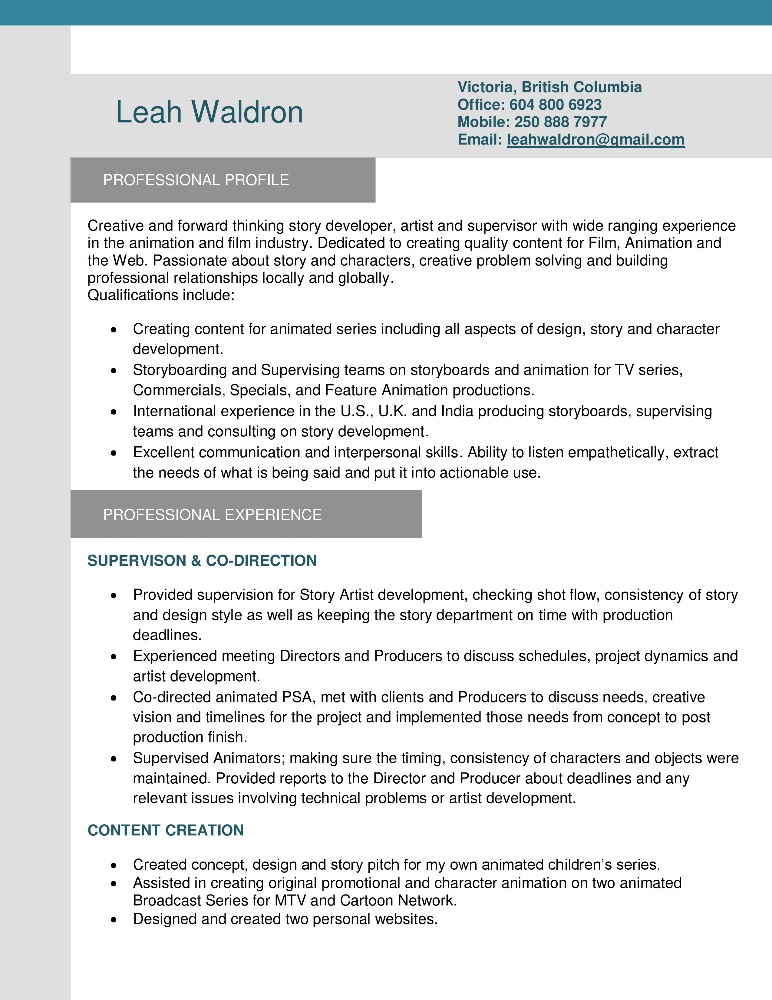 Leah Waldron
Victoria, British Columbia
Office: 604 800 6923
Mobile: 250 888 7977
Email: leahwaldron@gmail.com
PROFESSIONAL PROFILE
Creative and forward thinking story developer, artist and supervisor with wide ranging experience
in the animation and film industry. Dedicated to creating quality content for Film, Animation and
the Web. Passionate about story and characters, creative problem solving and building
professional relationships locally and globally.
Qualifications include:
• Creating content for animated series including all aspects of design, story and character
development.
• Storyboarding and Supervising teams on storyboards and animation for TV series,
Commercials, Specials, and Feature Animation productions.
• International experience in the U.S., U.K. and India producing storyboards, supervising
teams and consulting on story development.
• Excellent communication and interpersonal skills. Ability to listen empathetically, extract
the needs of what is being said and put it into actionable use.
PROFESSIONAL EXPERIENCE
SUPERVISON & CO-DIRECTION
• Provided supervision for Story Artist development, checking shot flow, consistency of story
and design style as well as keeping the story department on time with production
deadlines.
• Experienced meeting Directors and Producers to discuss schedules, project dynamics and
artist development.
• Co-directed animated PSA, met with clients and Producers to discuss needs, creative
vision and timelines for the project and implemented those needs from concept to post
production finish.
• Supervised Animators; making sure the timing, consistency of characters and objects were
maintained. Provided reports to the Director and Producer about deadlines and any
relevant issues involving technical problems or artist development.
CONTENT CREATION
• Created concept, design and story pitch for my own animated children's series.
• Assisted in creating original promotional and character animation on two animated
Broadcast Series for MTV and Cartoon Network.
• Designed and created two personal websites.